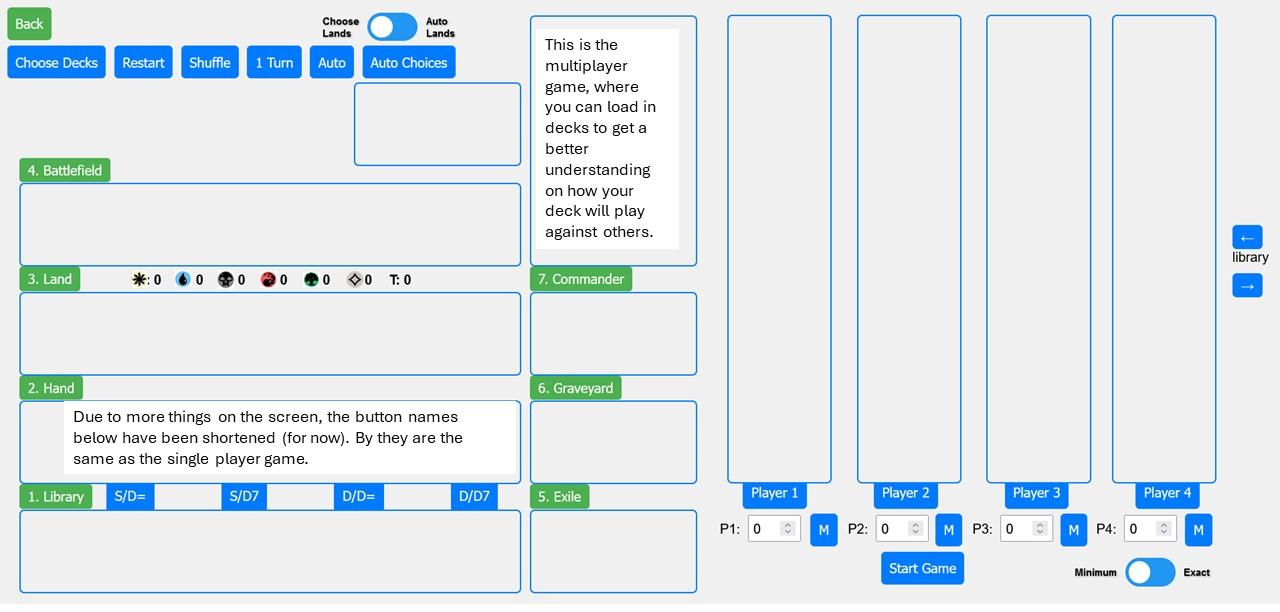 Back
Choose
Lands
Auto
Lands
Choose Decks Restart Shuffle 1 Turn Auto Auto Choices
This is the
multiplayer
game, where
you can load in
decks to get a
better
understanding
on how your
deck will play
against others.
4. Battlefield
3. Land : 0 0 0 0 0 0 T: 0
7. Commander
2. Hand
6. Graveyard
Due to more things on the screen, the button names
below have been shortened (for now). By they are the
same as the single player game.
1. Library S/D= S/D7 D/D= D/D7
5. Exile
←
library
→
Player 1 Player 2 Player 3 Player 4
P1: 0 M P2: 0 M P3: 0 M P4: 0 M
Start Game
Minimum Exact